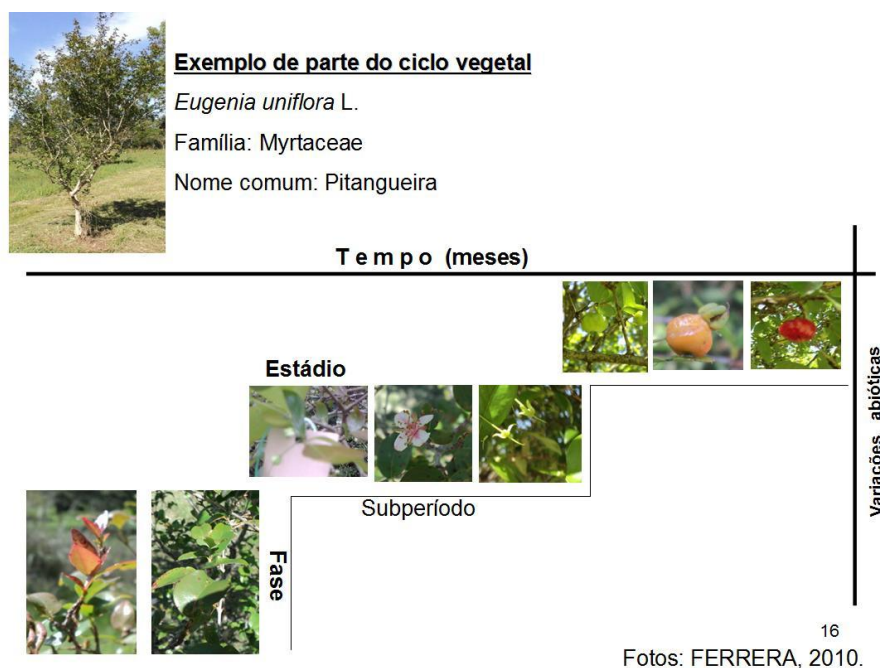 Exemplo de parte do ciclo vegetal
Eugenia uniflora L.
Família: Myrtaceae
Nome comum: Pitangueira
Tempo (meses)
Estádio
Subperíodo
Fase
Variações abióticas
16
Fotos: FERRERA, 2010.